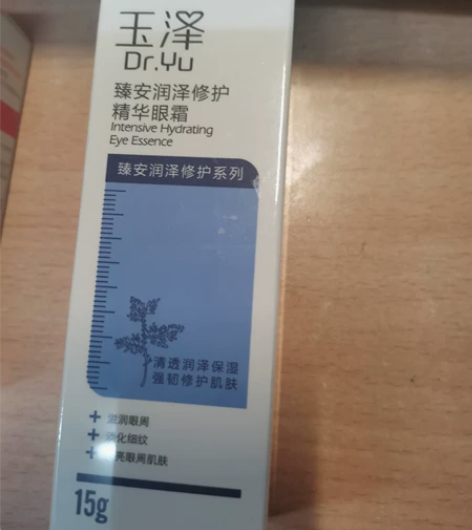 玉泽
Dr.Yu
臻安润泽修护
精华眼霜
Intensive Hydrating
Eye Essence
臻安润泽修护系列
清透润泽保湿
强韧修护肌肤
+ 润眼周
+ 化细纹
+ 亮眼周肌肤
15g